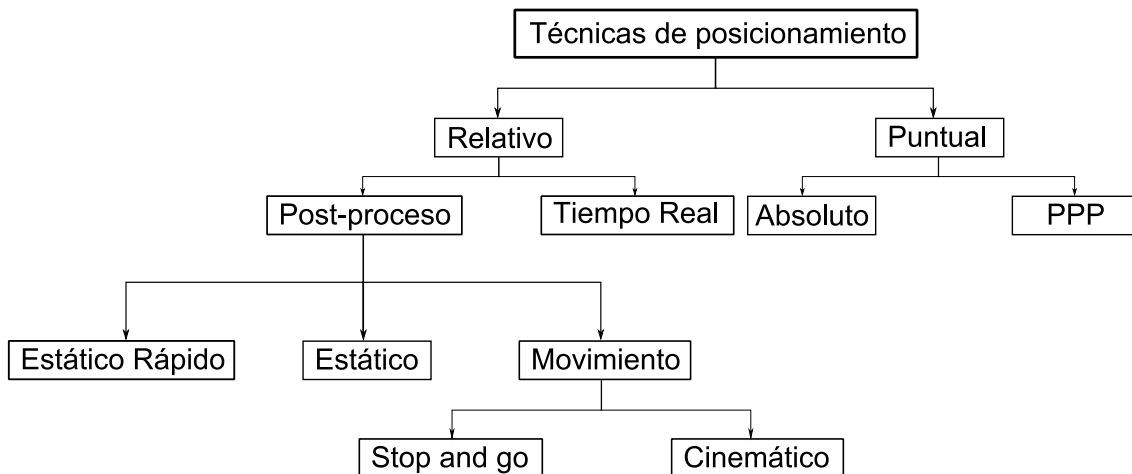 Técnicas de posicionamiento
Relativo
Puntual
Post-proceso
Tiempo Real
Absoluto
PPP
Estático Rápido
Estático
Movimiento
Stop and go
Cinemático